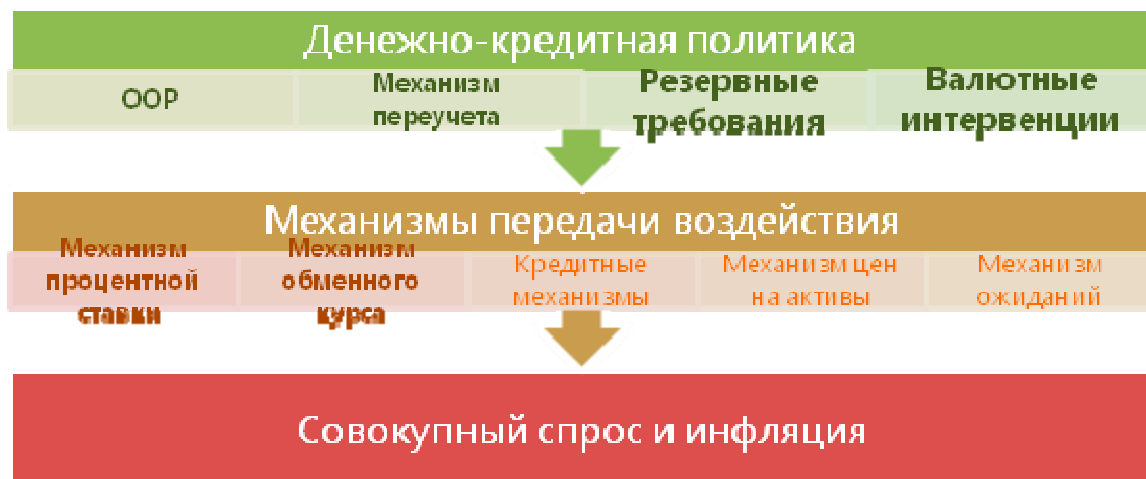 Денежно-кредитная политика
ООР
Механизм
переучета
Резервные
требования
Валютные
интервенции
Механизмы передачи воздействия
Механизм
процентной
ставки
Механизм
обменного
курса
Кредитные
механизмы
Механизм цен
на активы
Механизм
ожиданий
Совокупный спрос и инфляция